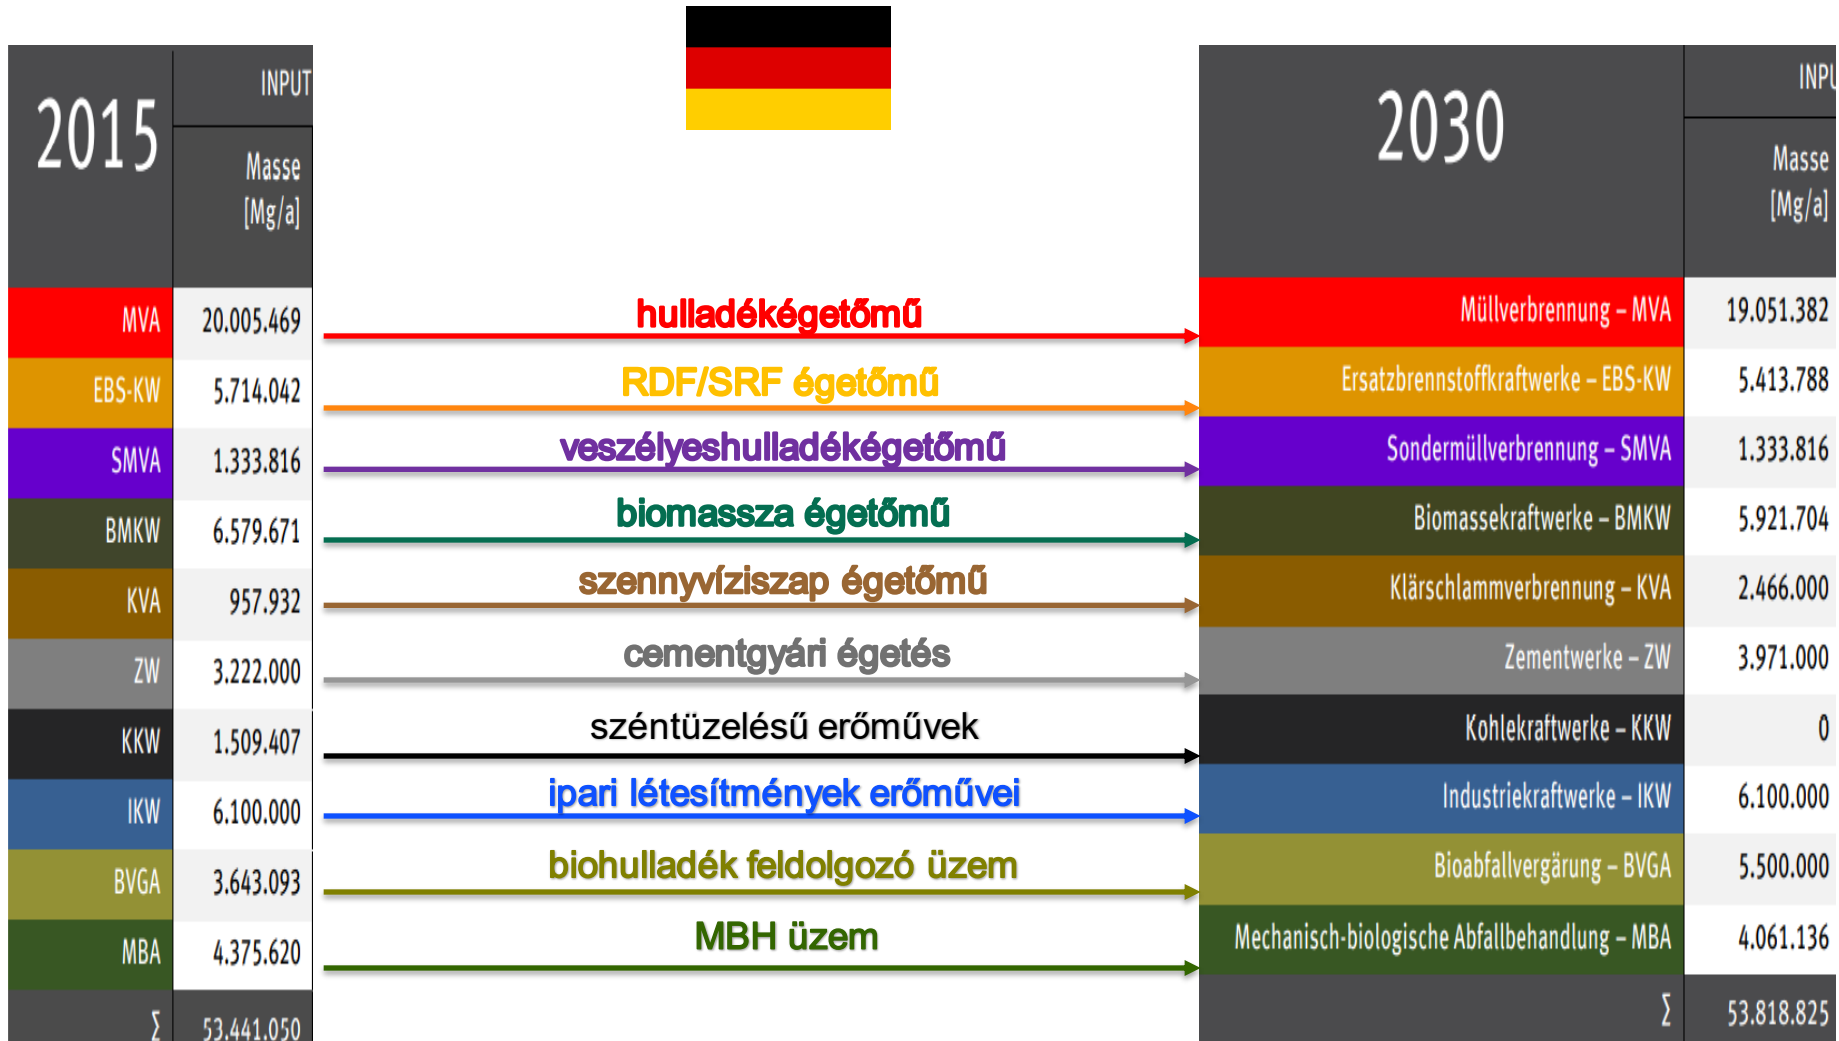 2015
INPUT
Masse
[Mg/a]
MVA 20.005.469
EBS-KW 5.714.042
SMVA 1.333.816
BMKW 6.579.671
KVA 957.932
ZW 3.222.000
KKW 1.509.407
IKW 6.100.000
BVGA 3.643.093
MBA 4.375.620
Σ 53.441.050
hulladékégetőmű
RDF/SRF égetőmű
veszélyeshulladékégetőmű
biomassza égetőmű
szennyvíziszap égetőmű
cementgyári égetés
széntüzelésű erőművek
ipari létesítmények erőművei
biohulladék feldolgozó üzem
MBH üzem
2030
INPU
Masse
[Mg/a]
Müllverbrennung – MVA 19.051.382
Ersatzbrennstoffkraftwerke – EBS-KW 5.413.788
Sondermüllverbrennung – SMVA 1.333.816
Biomassekraftwerke – BMKW 5.921.704
Klärschlammverbrennung – KVA 2.466.000
Zementwerke – ZW 3.971.000
Kohlekraftwerke – KKW 0
Industriekraftwerke – IKW 6.100.000
Bioabfallvergärung – BVGA 5.500.000
Mechanisch-biologische Abfallbehandlung – MBA 4.061.136
Σ 53.818.825